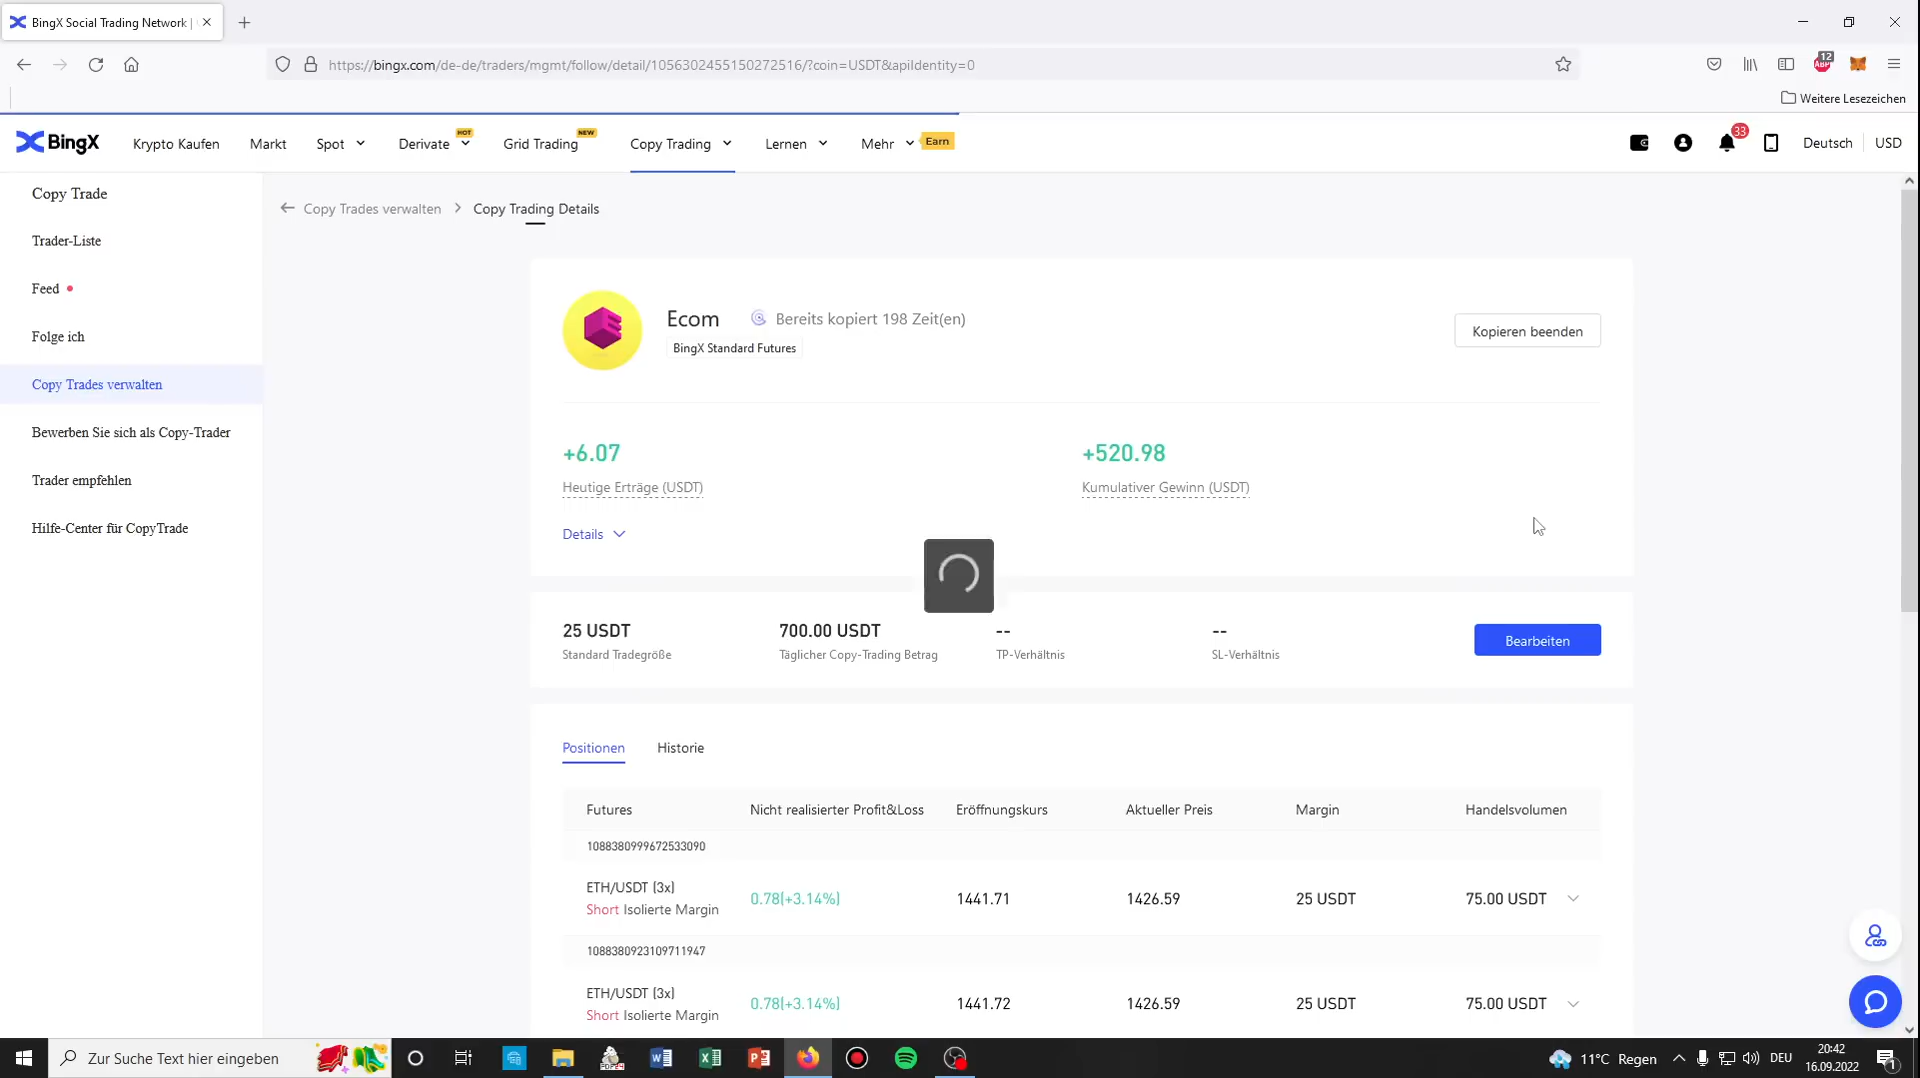 BingX Social Trading Network |
https://bingx.com/de-de/traders/mgmt/follow/detail/1056302455150272516/?coin=USDT&apiIdentity=0
12
ABP
Weitere Lesezeichen
BingX
Krypto Kaufen
Markt
Spot
Derivate
HOT
Grid Trading
NEW
Copy Trading
Lernen
Mehr
Earn
33
Deutsch
USD
Copy Trade
Trader-Liste
Feed
Folge ich
Copy Trades verwalten
Bewerben Sie sich als Copy-Trader
Trader empfehlen
Hilfe-Center für CopyTrade
Copy Trades verwalten > Copy Trading Details
Ecom
Bereits kopiert 198 Zeit(en)
BingX Standard Futures
Kopieren beenden
+6.07
Heutige Erträge (USDT)
+520.98
Kumulativer Gewinn (USDT)
Details
25 USDT
Standard Tradegröße
700.00 USDT
Täglicher Copy-Trading Betrag
--
TP-Verhältnis
--
SL-Verhältnis
Bearbeiten
Positionen
Historie
Futures
Nicht realisierter Profit&Loss
Eröffnungskurs
Aktueller Preis
Margin
Handelsvolumen
1088380999672533090
ETH/USDT (3x)
Short Isolierte Margin
0.78(+3.14%)
1441.71
1426.59
25 USDT
75.00 USDT
1088380923109711947
ETH/USDT (3x)
Short Isolierte Margin
0.78(+3.14%)
1441.72
1426.59
25 USDT
75.00 USDT
Zur Suche Text hier eingeben
11°C Regen
DEU
20:42
16.09.2022
1